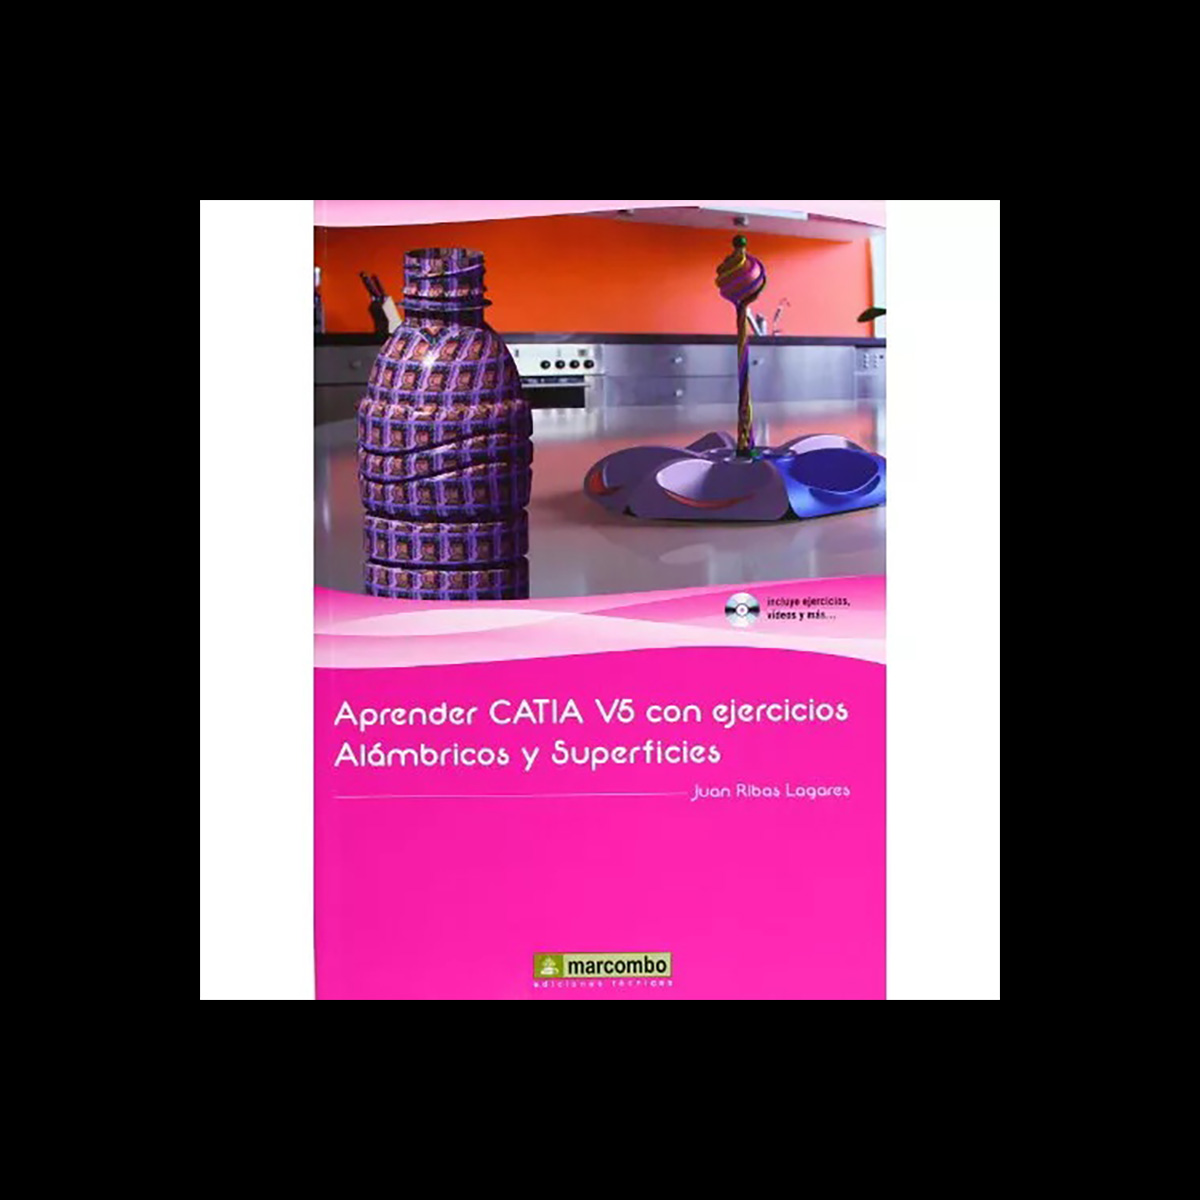 incluye ejercicios,
vídeos y más...
Aprender CATIA V5 con ejercicios
Alámbricos y Superficies
Juan Ribas Lagares
marcombo
ediciones técnicas